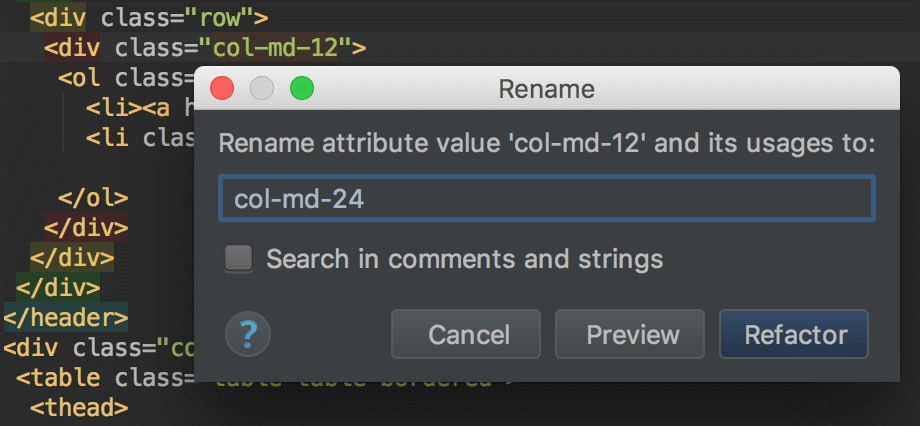 <div class="row">
<div class="col-md-12">
<ol class=
<li><a h
<li clas
</ol>
</div>
</div>
</div>
</header>
<div class="co
<table class=
<thead>
Rename
Rename attribute value 'col-md-12' and its usages to:
col-md-24
Search in comments and strings
?
Cancel
Preview
Refactor